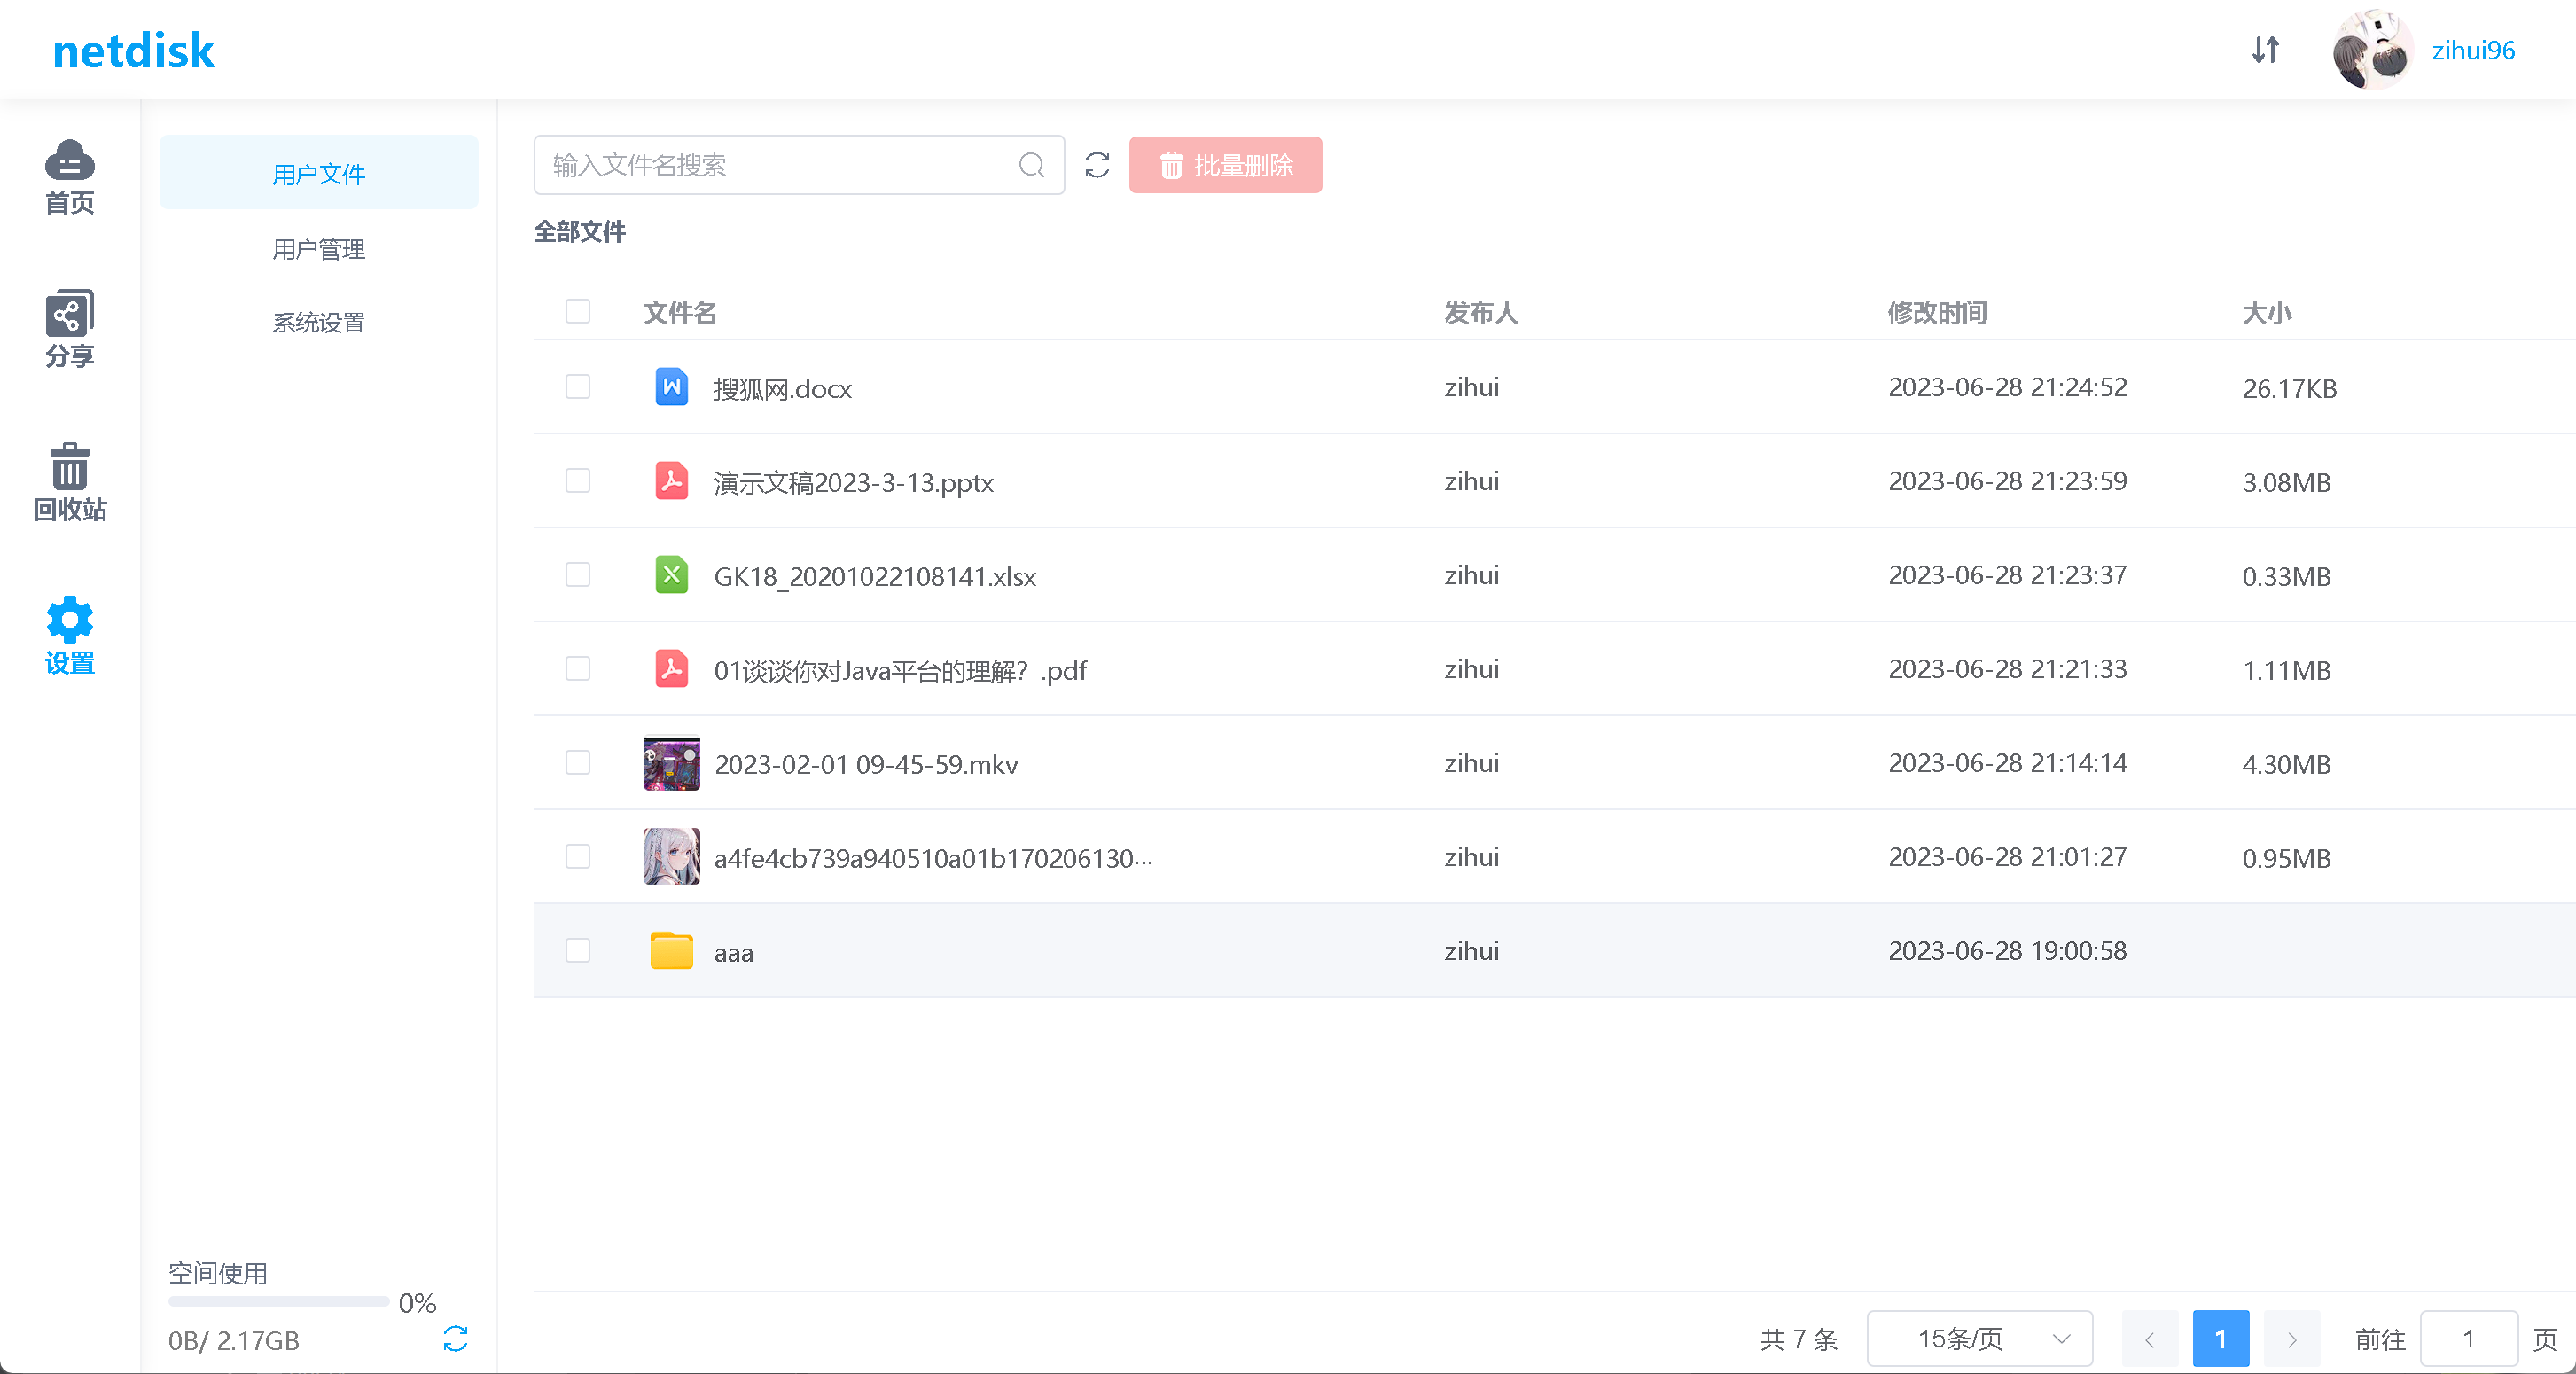 netdisk
zihui96
首页
分享
回收站
设置
用户文件
用户管理
系统设置
空间使用
0%
0B/ 2.17GB
输入文件名搜索
批量删除
全部文件
文件名 发布人 修改时间 大小
搜狐网.docx zihui 2023-06-28 21:24:52 26.17KB
演示文稿2023-3-13.pptx zihui 2023-06-28 21:23:59 3.08MB
GK18_20201022108141.xlsx zihui 2023-06-28 21:23:37 0.33MB
01谈谈你对Java平台的理解？.pdf zihui 2023-06-28 21:21:33 1.11MB
2023-02-01 09-45-59.mkv zihui 2023-06-28 21:14:14 4.30MB
a4fe4cb739a940510a01b170206130... zihui 2023-06-28 21:01:27 0.95MB
aaa zihui 2023-06-28 19:00:58
共 7 条 15条/页 1 前往 1 页